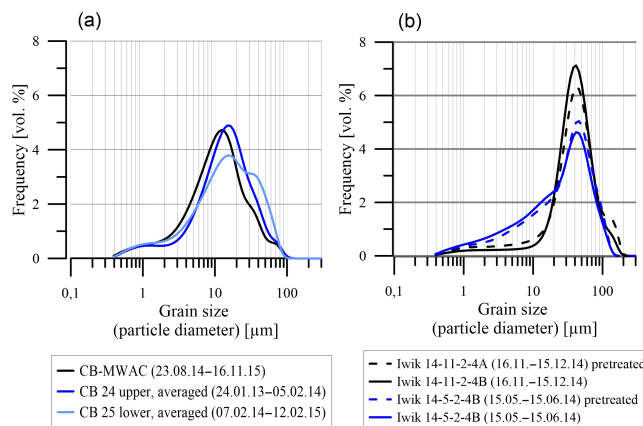 (a)
(b)
8
6
4
2
0
Frequency [vol. %]
0,1
1
10
100
Grain size
(particle diameter) [µm]
8
6
4
2
0
Frequency [vol. %]
0,1
1
10
100
Grain size
(particle diameter) [µm]
CB-MWAC (23.08.14–16.11.15)
CB 24 upper, averaged (24.01.13–05.02.14)
CB 25 lower, averaged (07.02.14–12.02.15)
Iwik 14-11-2-4A (16.11.–15.12.14) pretreated
Iwik 14-11-2-4B (16.11.–15.12.14)
Iwik 14-5-2-4B (15.05.–15.06.14) pretreated
Iwik 14-5-2-4B (15.05.–15.06.14)